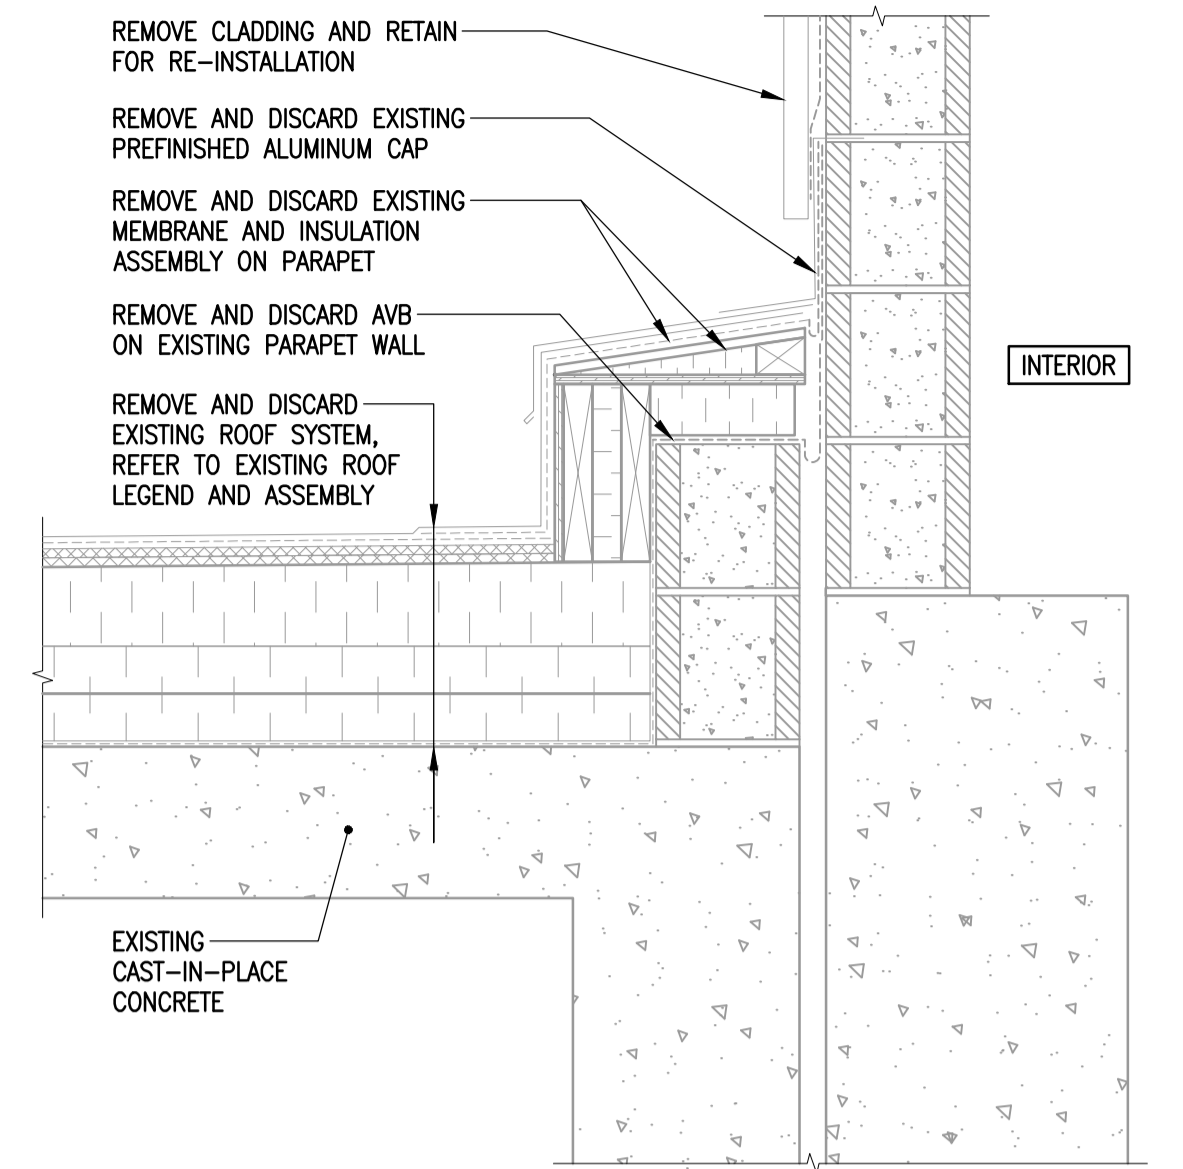 REMOVE CLADDING AND RETAIN
FOR RE-INSTALLATION
REMOVE AND DISCARD EXISTING
PREFINISHED ALUMINUM CAP
REMOVE AND DISCARD EXISTING
MEMBRANE AND INSULATION
ASSEMBLY ON PARAPET
REMOVE AND DISCARD AVB
ON EXISTING PARAPET WALL
INTERIOR
REMOVE AND DISCARD
EXISTING ROOF SYSTEM,
REFER TO EXISTING ROOF
LEGEND AND ASSEMBLY
EXISTING
CAST-IN-PLACE
CONCRETE